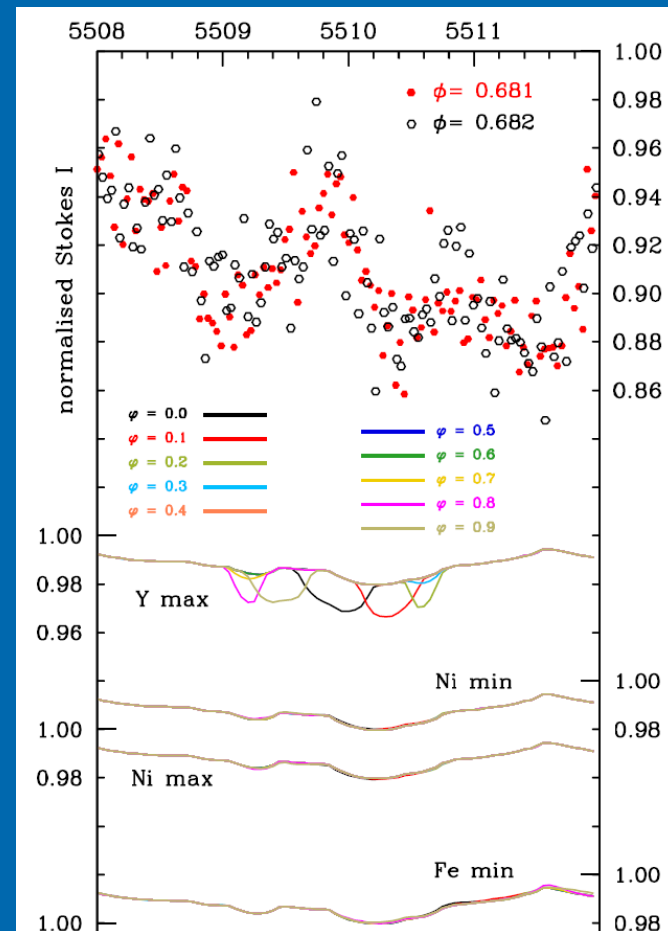 5508 5509 5510 5511
1.00
0.98
0.96
0.94
0.92
0.90
0.88
0.86
normalised Stokes I
ϕ= 0.681
ϕ= 0.682
φ = 0.0
φ = 0.1
φ = 0.2
φ = 0.3
φ = 0.4
φ = 0.5
φ = 0.6
φ = 0.7
φ = 0.8
φ = 0.9
1.00
0.98
0.96
Y max
Ni min
1.00
0.98
1.00
0.98
Ni max
Fe min
1.00
0.98
1.00